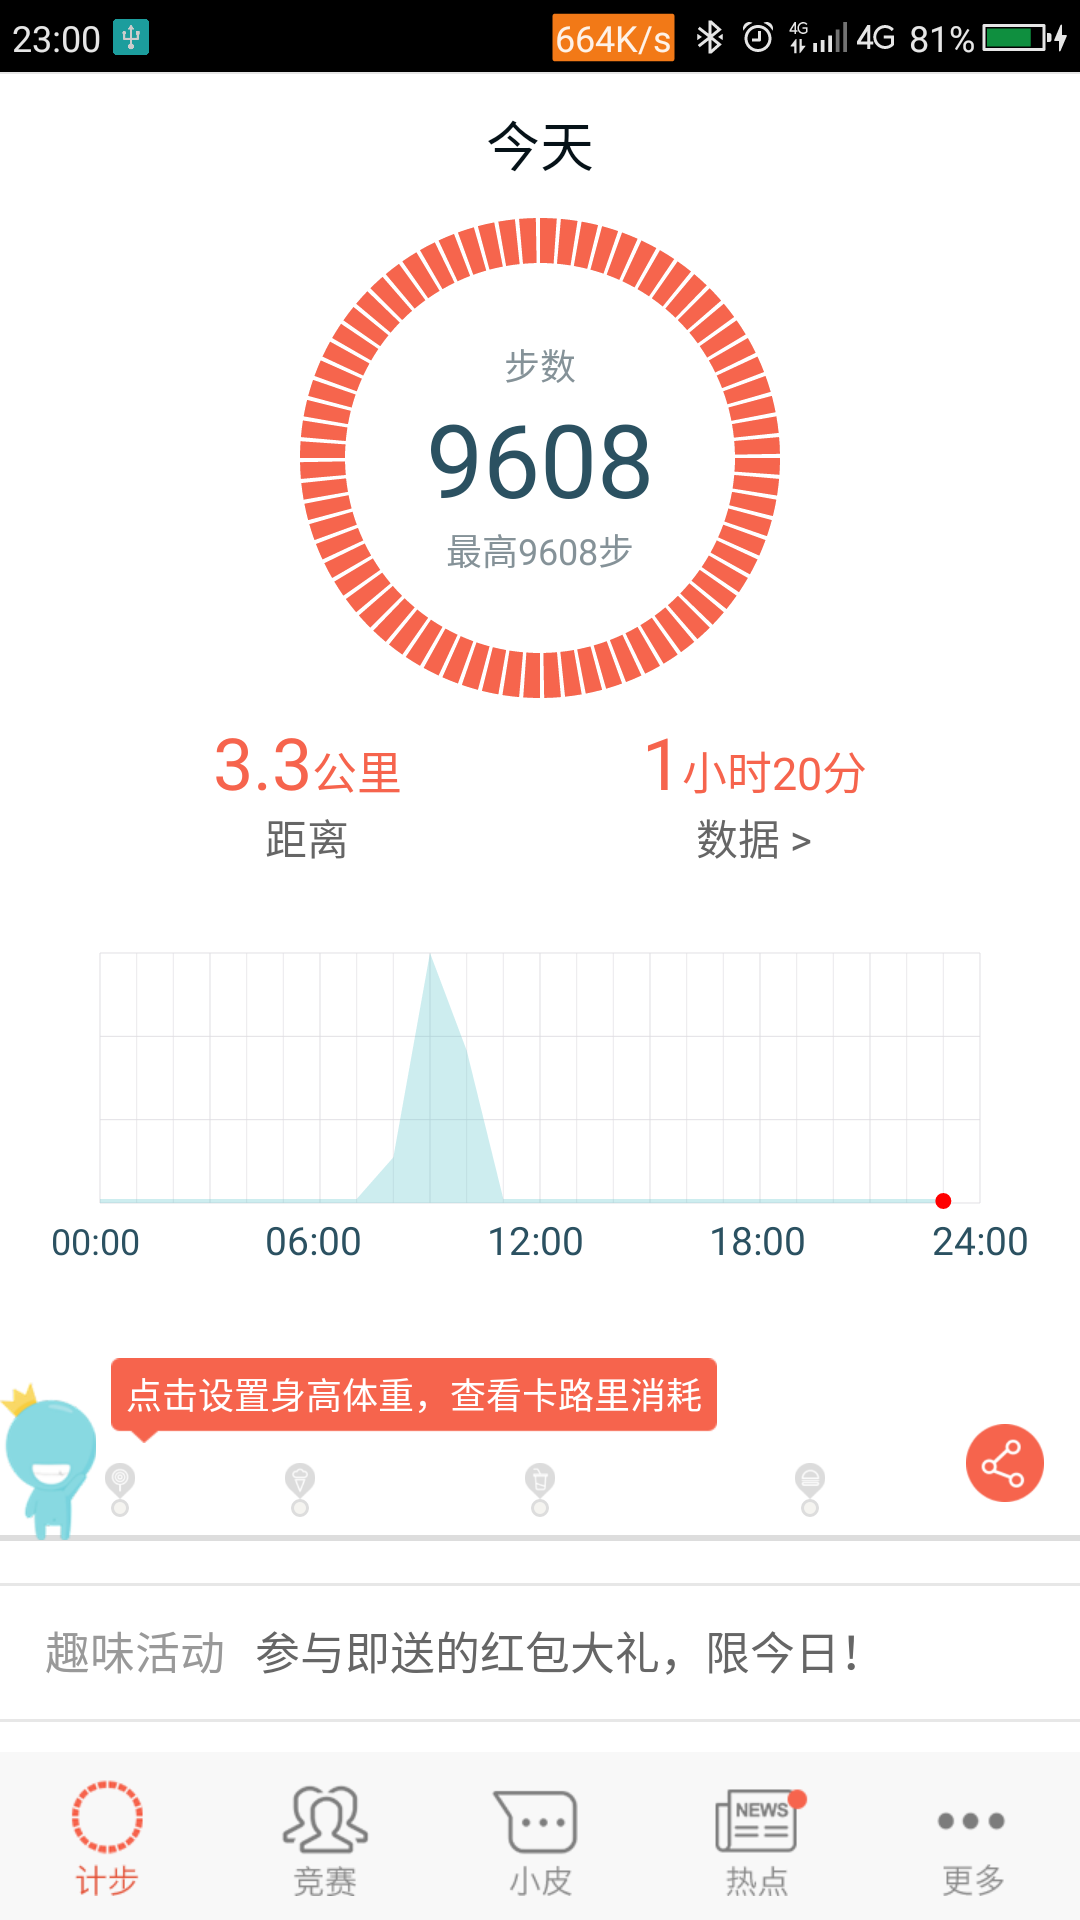 23:00 664K/s 4G 4G 81%
今天
步数
9608
最高9608步
3.3公里 1小时20分
距离 数据 >
00:00 06:00 12:00 18:00 24:00
点击设置身高体重，查看卡路里消耗
趣味活动 参与即送的红包大礼，限今日！
NEWS
计步 竞赛 小皮 热点 更多